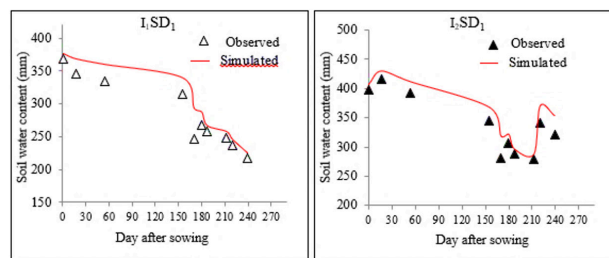 I₁SD₁
400
350
300
250
200
150
Soil water content (mm)
Observed
Simulated
0 30 60 90 120 150 180 210 240 270
Day after sowing
I₂SD₁
500
450
400
350
300
250
200
Soil water content (mm)
Observed
Simulated
0 30 60 90 120 150 180 210 240 270
Day after sowing